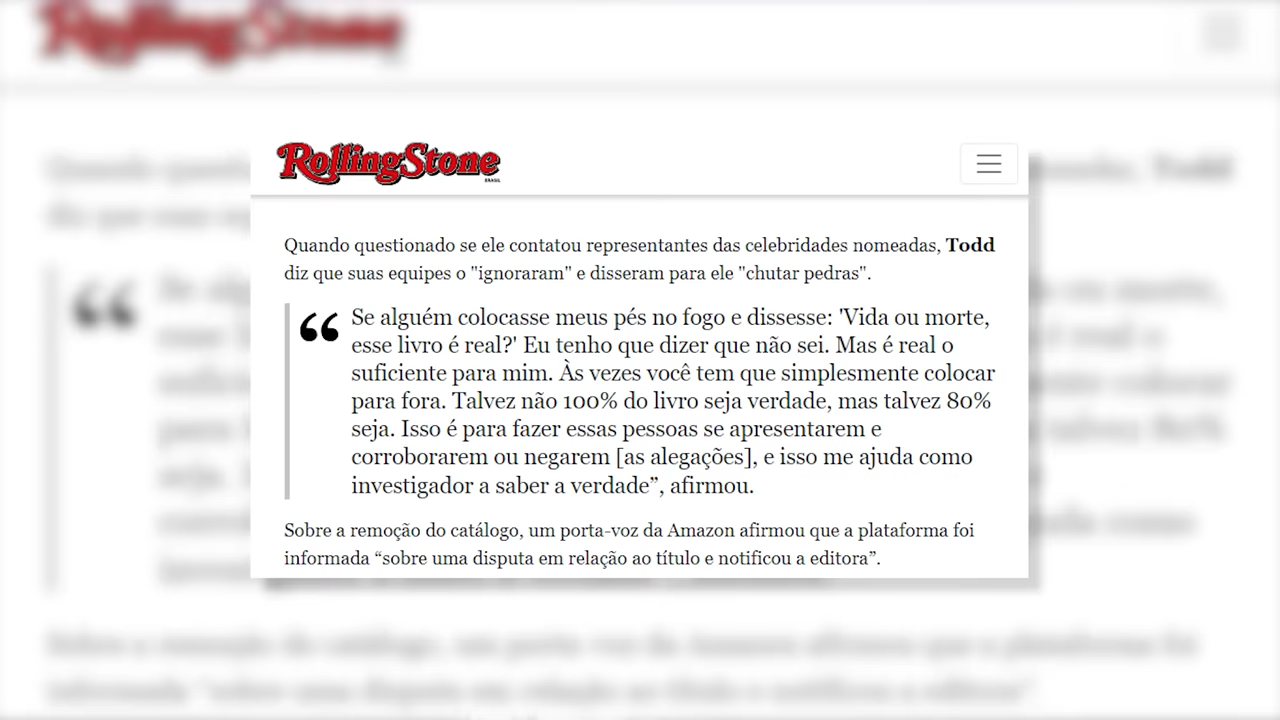 RollingStone
BRASIL
Quando questionado se ele contatou representantes das celebridades nomeadas, Todd
diz que suas equipes o "ignoraram" e disseram para ele "chutar pedras".
“ Se alguém colocasse meus pés no fogo e dissesse: 'Vida ou morte,
esse livro é real?' Eu tenho que dizer que não sei. Mas é real o
suficiente para mim. Às vezes você tem que simplesmente colocar
para fora. Talvez não 100% do livro seja verdade, mas talvez 80%
seja. Isso é para fazer essas pessoas se apresentarem e
corroborarem ou negarem [as alegações], e isso me ajuda como
investigador a saber a verdade”, afirmou.
Sobre a remoção do catálogo, um porta-voz da Amazon afirmou que a plataforma foi
informada “sobre uma disputa em relação ao título e notificou a editora”.